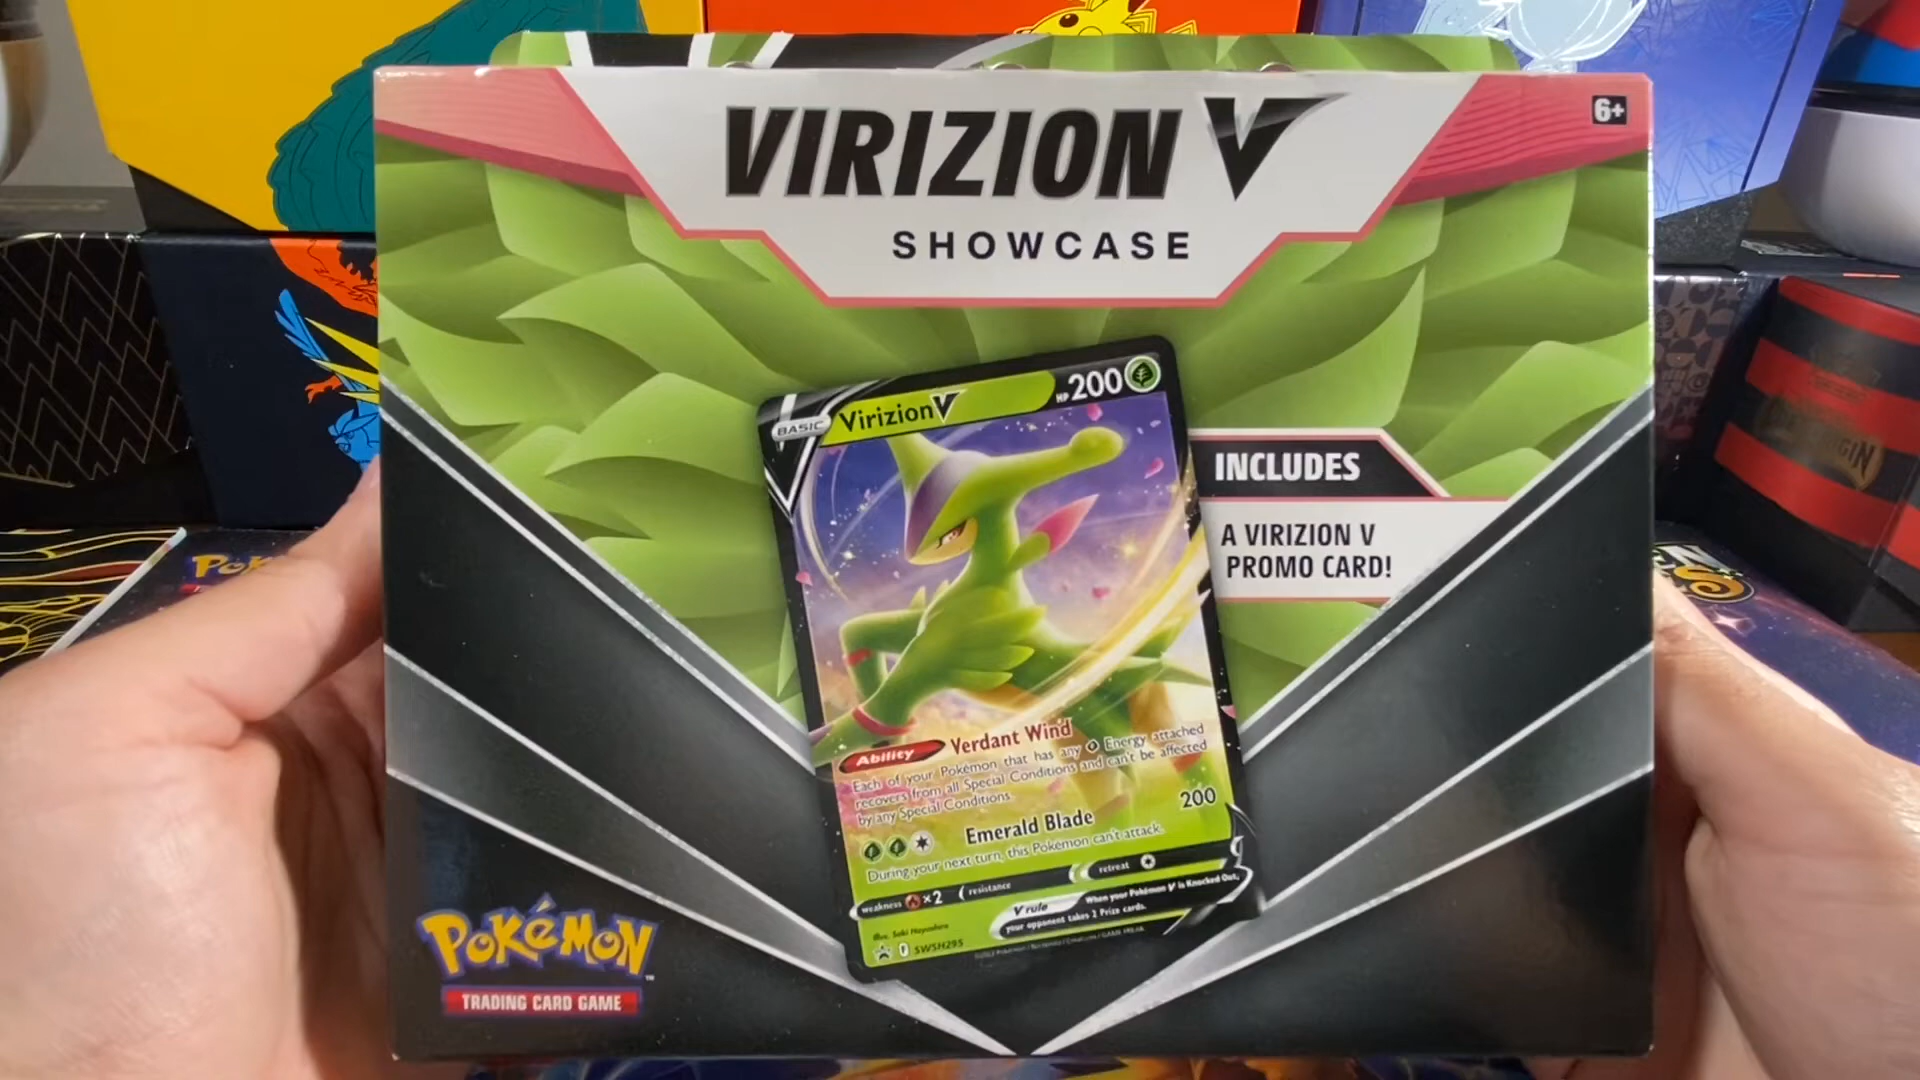 VIRIZION V
6+
SHOWCASE
BASIC
Virizion V
HP 200
INCLUDES
A VIRIZION V
PROMO CARD!
Ability Verdant Wind
Each of your Pokémon that has any Energy attached
recovers from all Special Conditions and can't be affected
by any Special Conditions.
Emerald Blade 200
During your next turn, this Pokémon can't attack.
weakness ×2 resistance retreat
V rule When your Pokémon V is Knocked Out,
your opponent takes 2 Prize cards.
Illus. Saki Hayashiro
SWSH295
POKéMON
TRADING CARD GAME